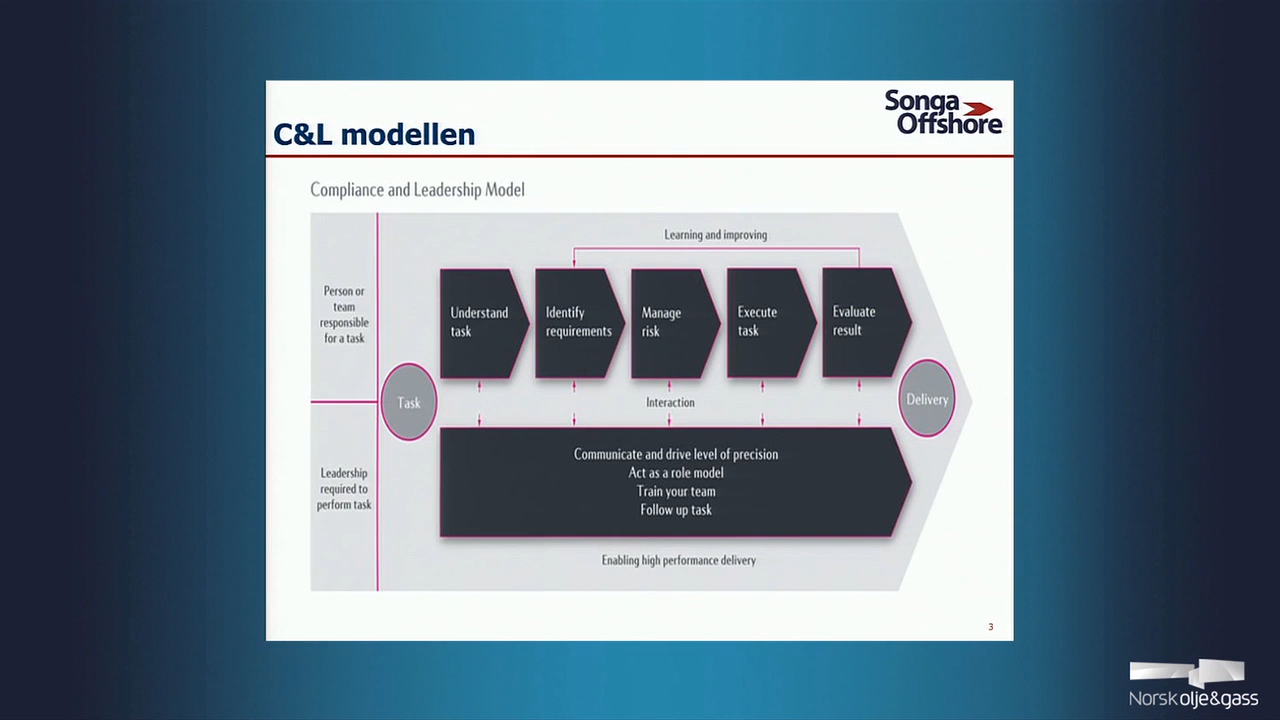 Songa
Offshore
C&L modellen
Compliance and Leadership Model
Learning and improving
Person or
team
responsible
for a task
Understand
task
Identify
requirements
Manage
risk
Execute
task
Evaluate
result
Task
Interaction
Delivery
Leadership
required to
perform task
Communicate and drive level of precision
Act as a role model
Train your team
Follow up task
Enabling high performance delivery
3
Norskolje&gass